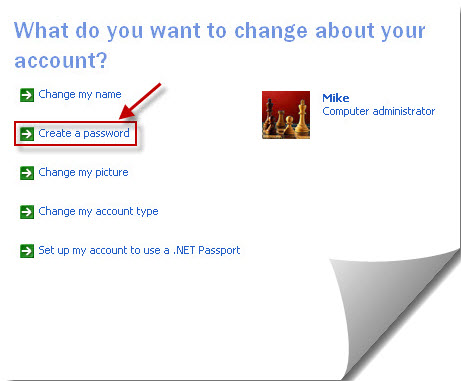 What do you want to change about your
account?
Change my name
Mike
Computer administrator
Create a password
Change my picture
Change my account type
Set up my account to use a .NET Passport